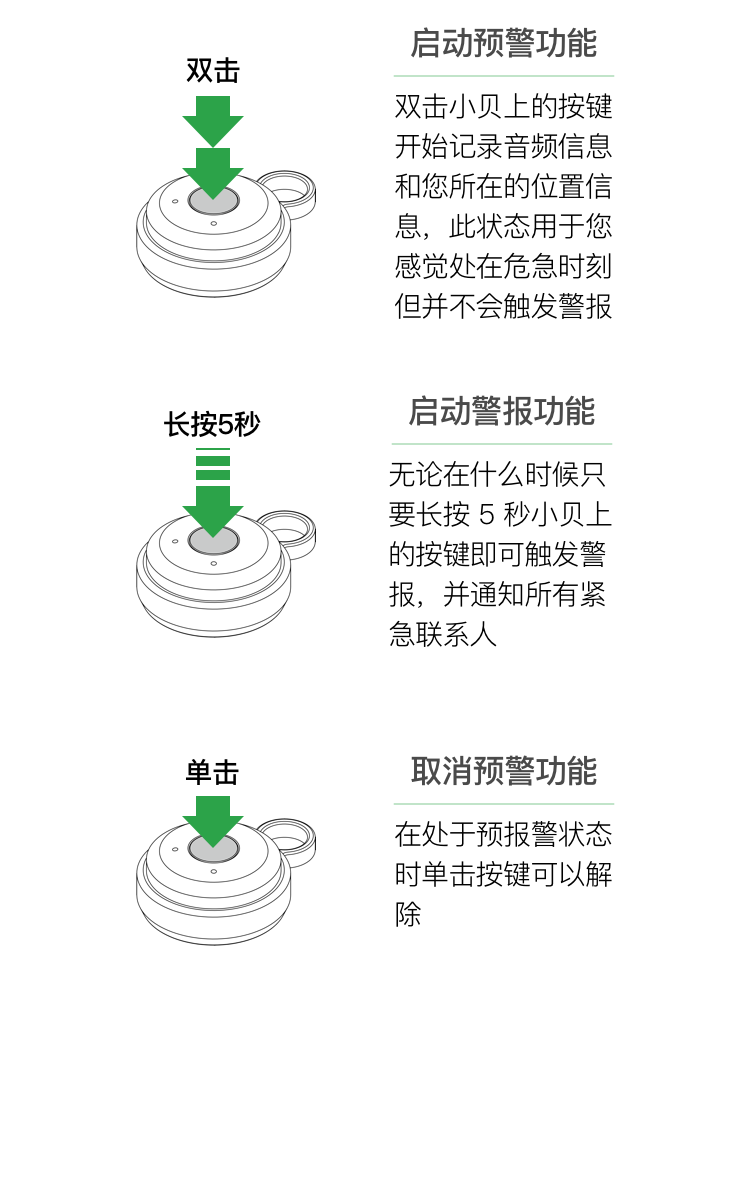 双击
启动预警功能
双击小贝上的按键
开始记录音频信息
和您所在的位置信
息，此状态用于您
感觉处在危急时刻
但并不会触发警报
长按5秒
启动警报功能
无论在什么时候只
要长按 5 秒小贝上
的按键即可触发警
报，并通知所有紧
急联系人
单击
取消预警功能
在处于预报警状态
时单击按键可以解
除